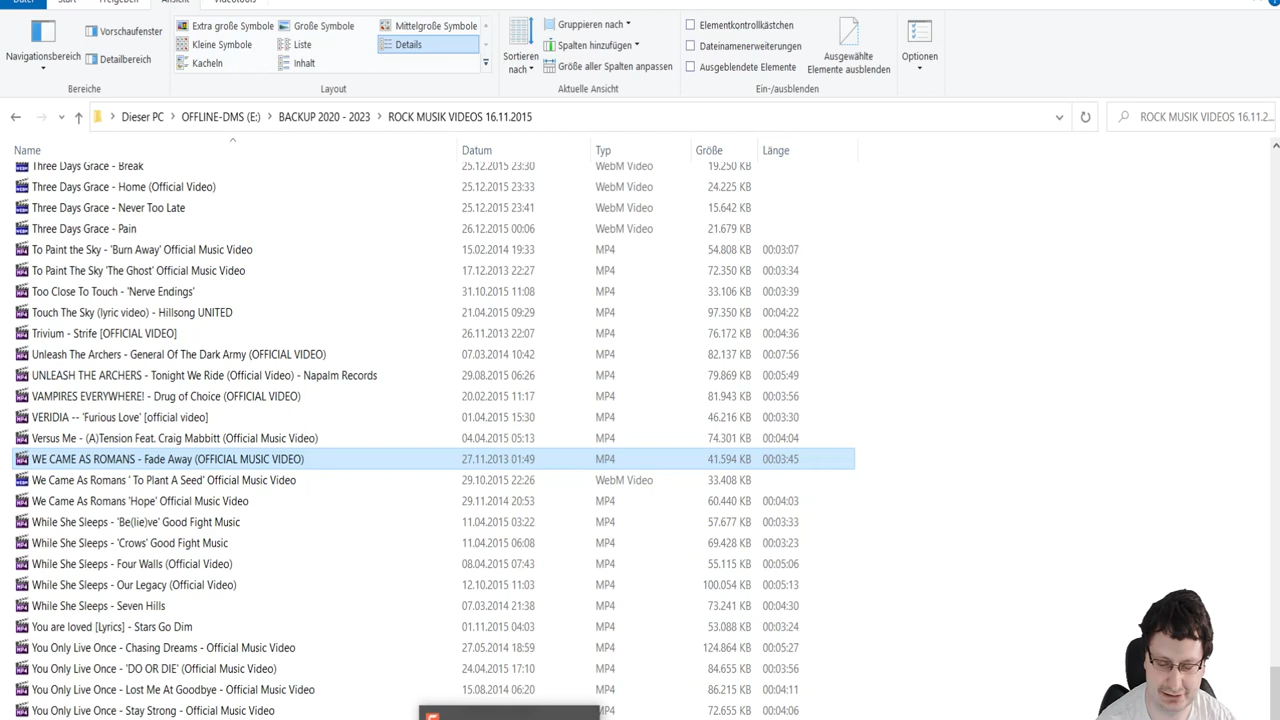 Datei Start Freigeben Ansicht Videotools
Navigationsbereich
Vorschaufenster
Detailbereich
Bereiche
Extra große Symbole Große Symbole Mittelgroße Symbole
Kleine Symbole Liste Details
Kacheln Inhalt
Layout
Sortieren nach
Gruppieren nach
Spalten hinzufügen
Größe aller Spalten anpassen
Aktuelle Ansicht
Elementkontrollkästchen
Dateinamenerweiterungen
Ausgeblendete Elemente
Ausgewählte Elemente ausblenden
Ein-/ausblenden
Optionen
Dieser PC > OFFLINE-DMS (E:) > BACKUP 2020 - 2023 > ROCK MUSIK VIDEOS 16.11.2015
ROCK MUSIK VIDEOS 16.11.2...
Name Datum Typ Größe Länge
Three Days Grace - Break 25.12.2015 23:30 WebM Video 19.250 KB
Three Days Grace - Home (Official Video) 25.12.2015 23:33 WebM Video 24.225 KB
Three Days Grace - Never Too Late 25.12.2015 23:41 WebM Video 15.642 KB
Three Days Grace - Pain 26.12.2015 00:06 WebM Video 21.679 KB
To Paint the Sky - 'Burn Away' Official Music Video 15.02.2014 19:33 MP4 54.808 KB 00:03:07
To Paint The Sky 'The Ghost' Official Music Video 17.12.2013 22:27 MP4 72.350 KB 00:03:34
Too Close To Touch - 'Nerve Endings' 31.10.2015 11:08 MP4 33.106 KB 00:03:39
Touch The Sky (lyric video) - Hillsong UNITED 21.04.2015 09:29 MP4 97.350 KB 00:04:22
Trivium - Strife [OFFICIAL VIDEO] 26.11.2013 22:07 MP4 76.172 KB 00:04:36
Unleash The Archers - General Of The Dark Army (OFFICIAL VIDEO) 07.03.2014 10:42 MP4 82.137 KB 00:07:56
UNLEASH THE ARCHERS - Tonight We Ride (Official Video) - Napalm Records 29.08.2015 06:26 MP4 79.869 KB 00:05:49
VAMPIRES EVERYWHERE! - Drug of Choice (OFFICIAL VIDEO) 20.02.2015 11:17 MP4 81.943 KB 00:03:56
VERIDIA -- 'Furious Love' [official video] 01.04.2015 15:30 MP4 46.216 KB 00:03:30
Versus Me - (A)Tension Feat. Craig Mabbitt (Official Music Video) 04.04.2015 05:13 MP4 74.301 KB 00:04:04
WE CAME AS ROMANS - Fade Away (OFFICIAL MUSIC VIDEO) 27.11.2013 01:49 MP4 41.594 KB 00:03:45
We Came As Romans ' To Plant A Seed' Official Music Video 29.10.2015 22:26 WebM Video 33.408 KB
We Came As Romans 'Hope' Official Music Video 29.11.2014 20:53 MP4 60.440 KB 00:04:03
While She Sleeps - 'Be(lie)ve' Good Fight Music 11.04.2015 03:22 MP4 57.677 KB 00:03:33
While She Sleeps - 'Crows' Good Fight Music 11.04.2015 06:08 MP4 69.428 KB 00:03:23
While She Sleeps - Four Walls (Official Video) 08.04.2015 07:43 MP4 55.115 KB 00:05:06
While She Sleeps - Our Legacy (Official Video) 12.10.2015 11:03 MP4 100.054 KB 00:05:13
While She Sleeps - Seven Hills 07.03.2014 21:38 MP4 73.241 KB 00:04:30
You are loved [Lyrics] - Stars Go Dim 01.11.2015 04:03 MP4 53.088 KB 00:03:24
You Only Live Once - Chasing Dreams - Official Music Video 27.05.2014 18:59 MP4 124.864 KB 00:05:27
You Only Live Once - 'DO OR DIE' (Official Music Video) 24.04.2015 17:10 MP4 84.655 KB 00:03:56
You Only Live Once - Lost Me At Goodbye - Official Music Video 15.08.2014 06:20 MP4 86.215 KB 00:04:11
You Only Live Once - Stay Strong - Official Music Video MP4 72.655 KB 00:04:06